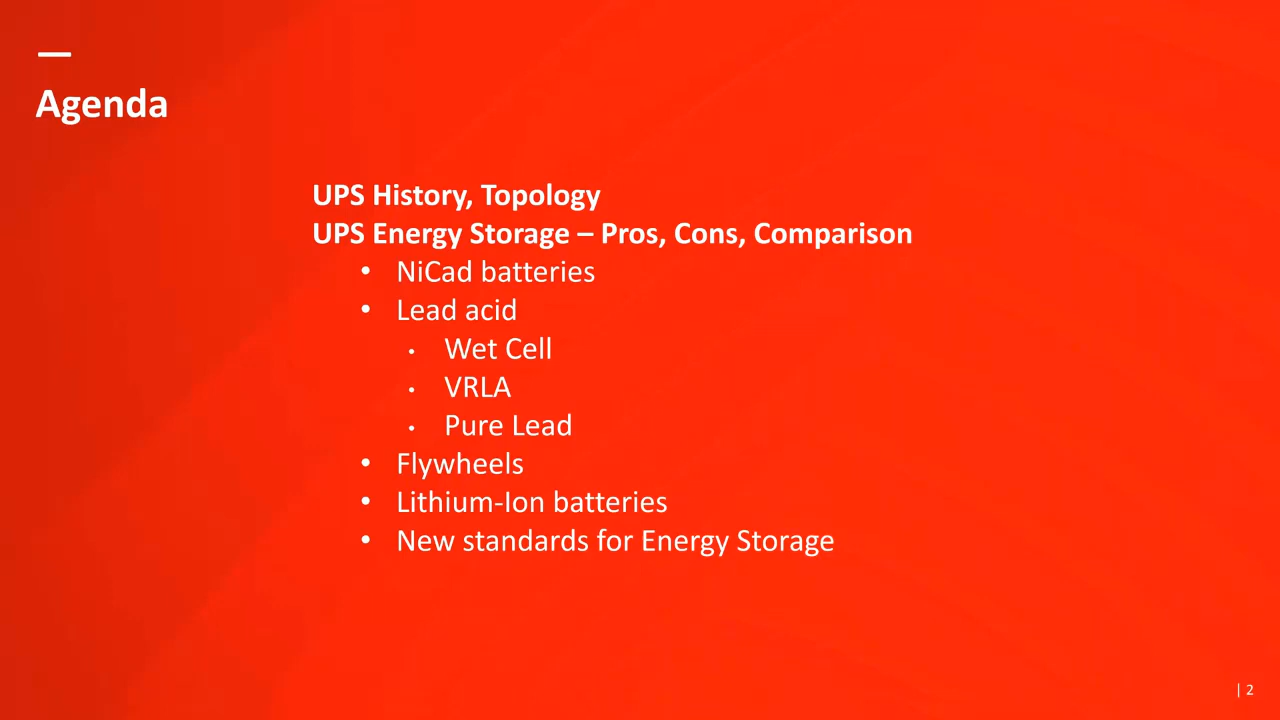 Agenda
UPS History, Topology
UPS Energy Storage – Pros, Cons, Comparison
• NiCad batteries
• Lead acid
• Wet Cell
• VRLA
• Pure Lead
• Flywheels
• Lithium-Ion batteries
• New standards for Energy Storage
| 2